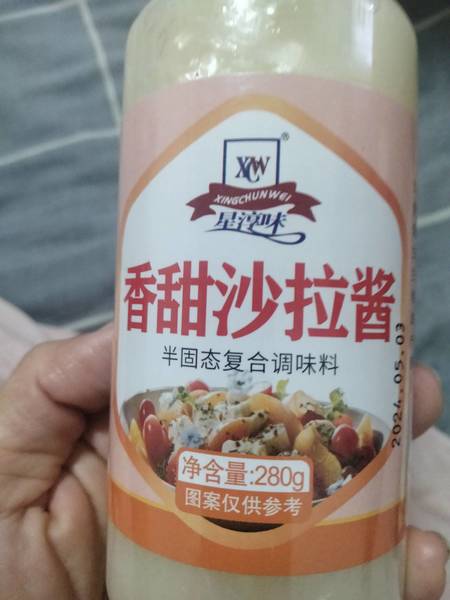 XCW
®
XINGCHUNWEI
星淳味
香甜沙拉酱
半固态复合调味料
2024.05.03
净含量:280g
图案仅供参考